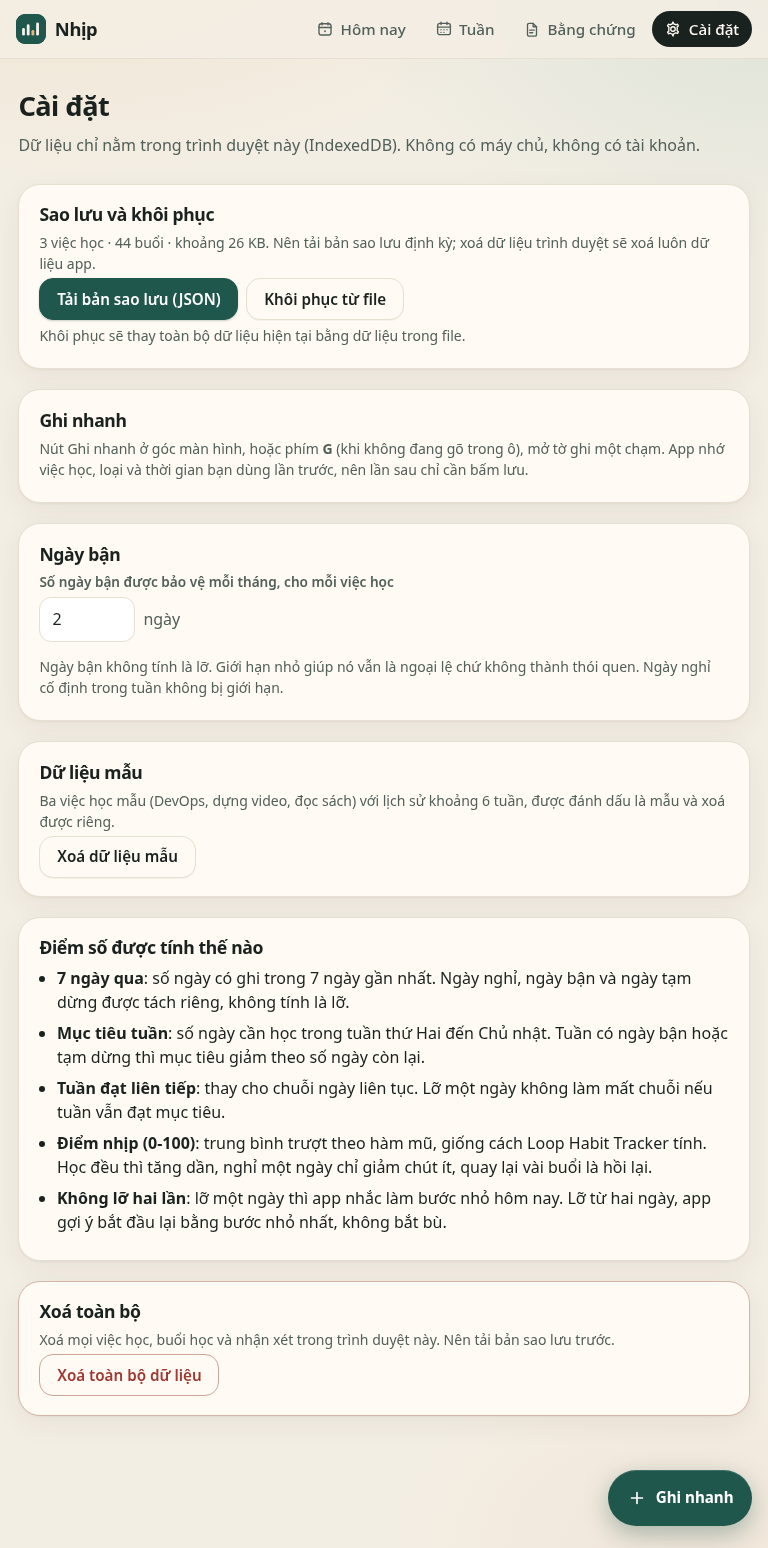 Nhịp
Hôm nay
Tuần
Bằng chứng
Cài đặt
Cài đặt
Dữ liệu chỉ nằm trong trình duyệt này (IndexedDB). Không có máy chủ, không có tài khoản.
Sao lưu và khôi phục
3 việc học · 44 buổi · khoảng 26 KB. Nên tải bản sao lưu định kỳ; xoá dữ liệu trình duyệt sẽ xoá luôn dữ
liệu app.
Tải bản sao lưu (JSON)
Khôi phục từ file
Khôi phục sẽ thay toàn bộ dữ liệu hiện tại bằng dữ liệu trong file.
Ghi nhanh
Nút Ghi nhanh ở góc màn hình, hoặc phím G (khi không đang gõ trong ô), mở tờ ghi một chạm. App nhớ
việc học, loại và thời gian bạn dùng lần trước, nên lần sau chỉ cần bấm lưu.
Ngày bận
Số ngày bận được bảo vệ mỗi tháng, cho mỗi việc học
2
ngày
Ngày bận không tính là lỡ. Giới hạn nhỏ giúp nó vẫn là ngoại lệ chứ không thành thói quen. Ngày nghỉ
cố định trong tuần không bị giới hạn.
Dữ liệu mẫu
Ba việc học mẫu (DevOps, dựng video, đọc sách) với lịch sử khoảng 6 tuần, được đánh dấu là mẫu và xoá
được riêng.
Xoá dữ liệu mẫu
Điểm số được tính thế nào
7 ngày qua: số ngày có ghi trong 7 ngày gần nhất. Ngày nghỉ, ngày bận và ngày tạm
dừng được tách riêng, không tính là lỡ.
Mục tiêu tuần: số ngày cần học trong tuần thứ Hai đến Chủ nhật. Tuần có ngày bận hoặc
tạm dừng thì mục tiêu giảm theo số ngày còn lại.
Tuần đạt liên tiếp: thay cho chuỗi ngày liên tục. Lỡ một ngày không làm mất chuỗi nếu
tuần vẫn đạt mục tiêu.
Điểm nhịp (0-100): trung bình trượt theo hàm mũ, giống cách Loop Habit Tracker tính.
Học đều thì tăng dần, nghỉ một ngày chỉ giảm chút ít, quay lại vài buổi là hồi lại.
Không lỡ hai lần: lỡ một ngày thì app nhắc làm bước nhỏ hôm nay. Lỡ từ hai ngày, app
gợi ý bắt đầu lại bằng bước nhỏ nhất, không bắt bù.
Xoá toàn bộ
Xoá mọi việc học, buổi học và nhận xét trong trình duyệt này. Nên tải bản sao lưu trước.
Xoá toàn bộ dữ liệu
Ghi nhanh